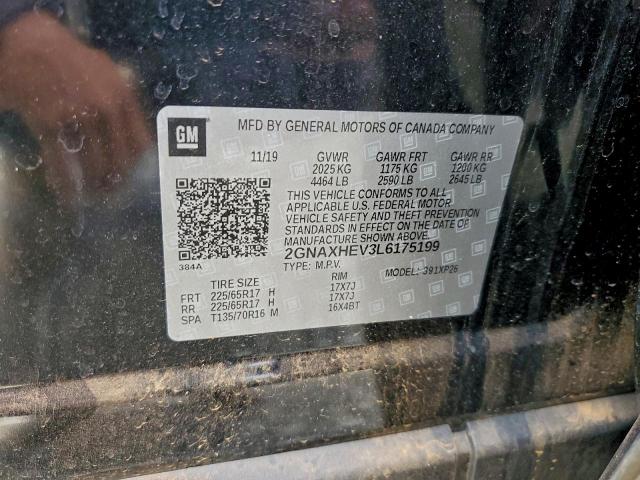 GM
MFD BY GENERAL MOTORS OF CANADA COMPANY
11/19 GVWR GAWR FRT GAWR RR
2025 KG 1175 KG 1200 KG
4464 LB 2590 LB 2645 LB
THIS VEHICLE CONFORMS TO ALL
APPLICABLE U.S. FEDERAL MOTOR
VEHICLE SAFETY AND THEFT PREVENTION
STANDARDS IN EFFECT ON THE DATE OF
MANUFACTURE SHOWN ABOVE.
2GNAXHEV3L6175199
384A TYPE: M.P.V. MODEL: 391XP26
TIRE SIZE RIM
FRT 225/65R17 H 17X7J
RR 225/65R17 H 17X7J
SPA T135/70R16 M 16X4BT